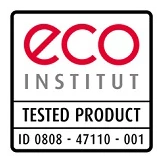 eco
INSTITUT
TESTED PRODUCT
ID 0808 - 47110 - 001